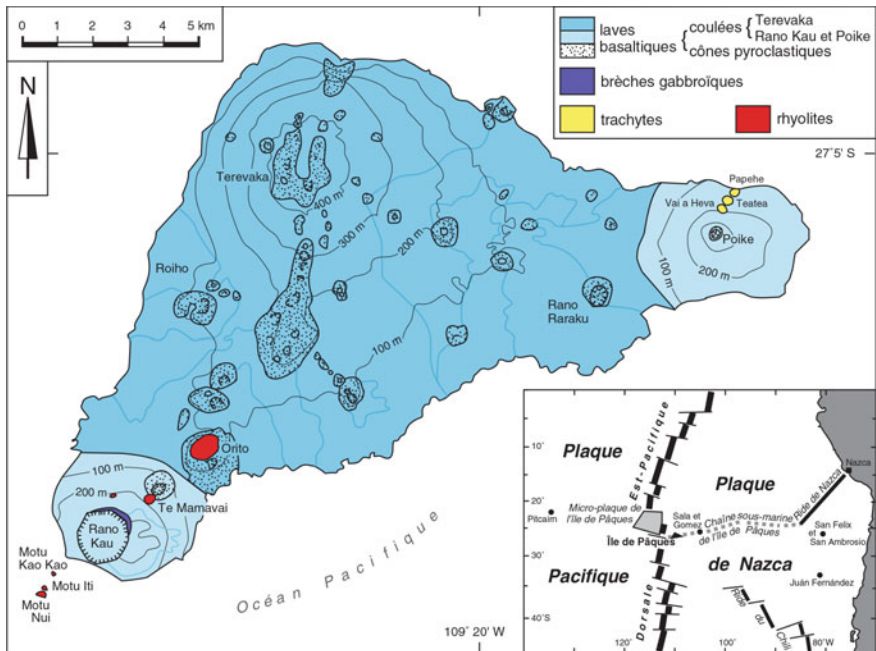 0 1 2 3 4 5 km
N
laves
basaltiques
coulées
Terevaka
Rano Kau et Poike
cônes pyroclastiques
brèches gabbroïques
trachytes
rhyolites
27°5' S
Terevaka
400 m
300 m
200 m
Papehe
Vai a Heva
Teatea
Poike
100 m
200 m
Roiho
Rano
Raraku
100 m
Orito
100 m
200 m
Te Mamavai
Rano
Kau
Motu
Kao Kao
Motu Iti
Motu
Nui
Océan Pacifique
109° 20' W
10°
20°
30°
40°S
120°
100°
80°W
Plaque
Pacifique
Dorsale
Est-Pacifique
Plaque
de Nazca
Nazca
Ride de Nazca
Micro-plaque de
l'île de Pâques
Pitcairn
Sala et
Gomez
Chaîne sous-marine
de l'île de Pâques
Île de Pâques
San Felix
et
San Ambrosio
Juán Fernández
Ride du Chili